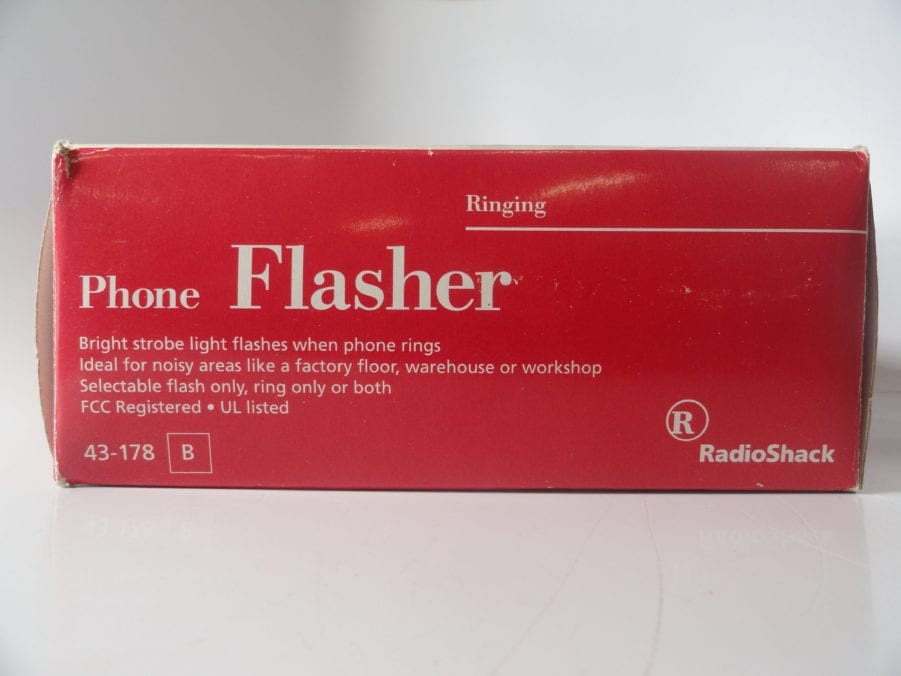 Ringing
Phone Flasher
Bright strobe light flashes when phone rings
Ideal for noisy areas like a factory floor, warehouse or workshop
Selectable flash only, ring only or both
FCC Registered • UL listed
43-178 B
R
RadioShack